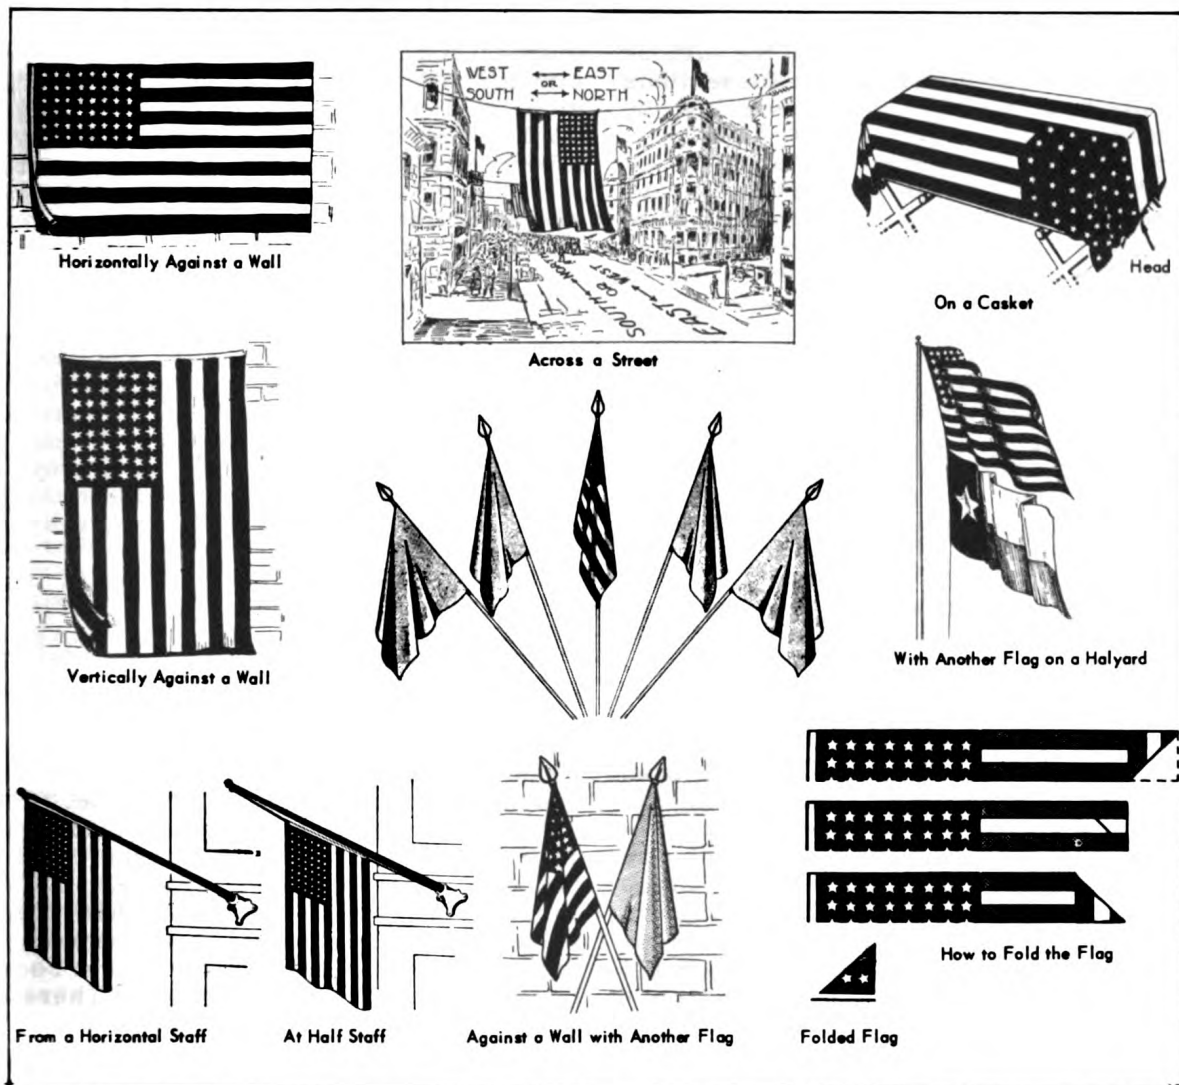 WEST ⟷ EAST
OR
SOUTH ⟷ NORTH
SOUTH ⟷ NORTH
OR
EAST ⟷ WEST
Horizontally Against a Wall
Head
On a Casket
Across a Street
With Another Flag on a Halyard
Vertically Against a Wall
How to Fold the Flag
From a Horizontal Staff
At Half Staff
Against a Wall with Another Flag
Folded Flag